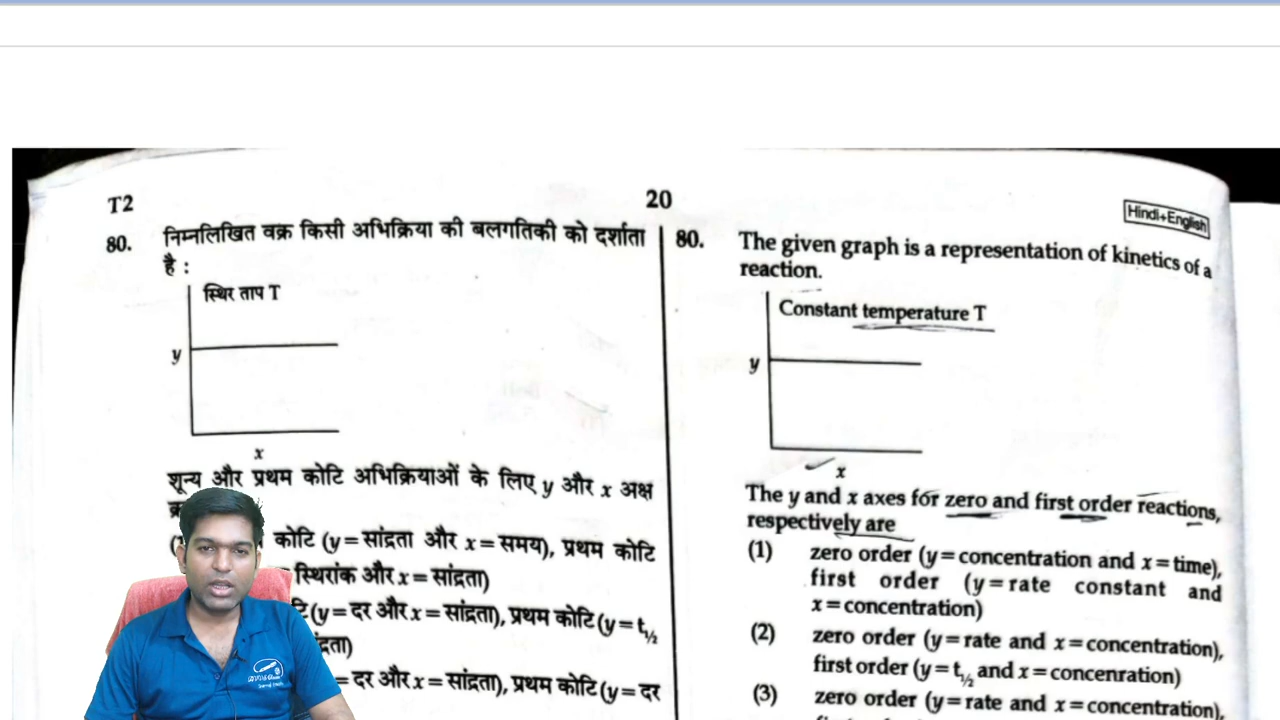 T2
20
Hindi+English
80. निम्नलिखित वक्र किसी अभिक्रिया की बलगतिकी को दर्शाता
है :
स्थिर ताप T
y
x
शून्य और प्रथम कोटि अभिक्रियाओं के लिए y और x अक्ष
कोटि (y=सांद्रता और x=समय), प्रथम कोटि
स्थिरांक और x=सांद्रता)
(y=दर और x=सांद्रता), प्रथम कोटि (y=t1/2
=दर और x=सांद्रता), प्रथम कोटि (y=दर
80. The given graph is a representation of kinetics of a
reaction.
Constant temperature T
y
x
The y and x axes for zero and first order reactions,
respectively are
(1) zero order (y=concentration and x=time),
first order (y=rate constant and
x=concentration)
(2) zero order (y=rate and x=concentration),
first order (y=t1/2 and x=concenration)
(3) zero order (y=rate and x=concentration),